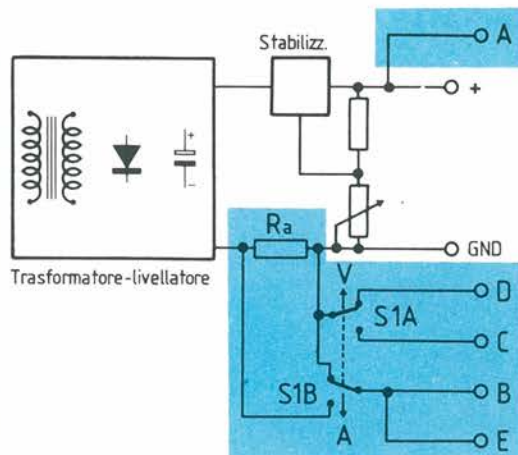 A
Stabilizz.
+
+
-
Ra
GND
Trasformatore-livellatore
V
D
S1A
C
S1B
B
A
E